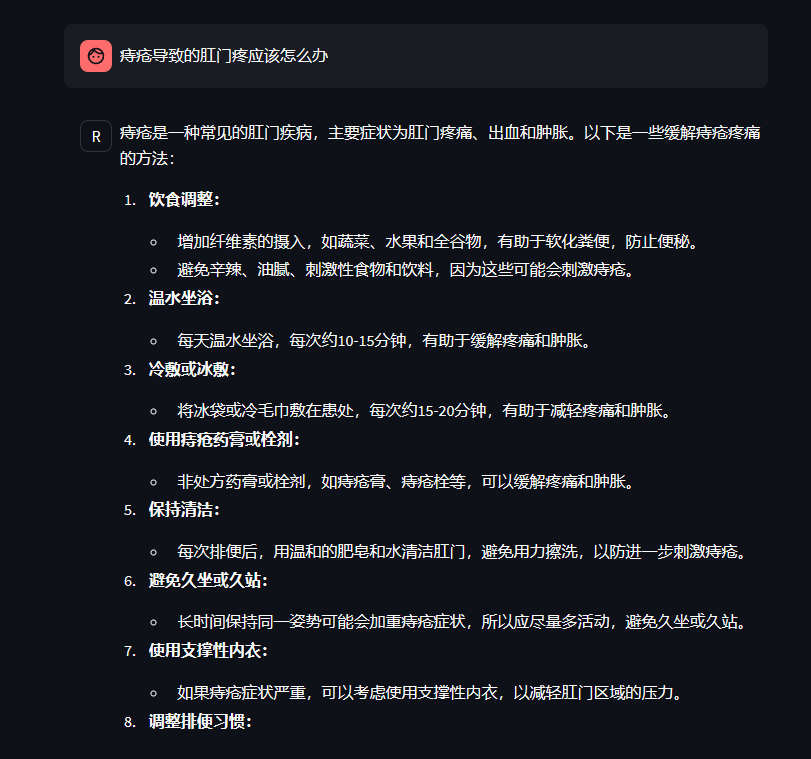 痔疮导致的肛门疼应该怎么办
R
痔疮是一种常见的肛门疾病，主要症状为肛门疼痛、出血和肿胀。以下是一些缓解痔疮疼痛
的方法：
1. 饮食调整：
○ 增加纤维素的摄入，如蔬菜、水果和全谷物，有助于软化粪便，防止便秘。
○ 避免辛辣、油腻、刺激性食物和饮料，因为这些可能会刺激痔疮。
2. 温水坐浴：
○ 每天温水坐浴，每次约10-15分钟，有助于缓解疼痛和肿胀。
3. 冷敷或冰敷：
○ 将冰袋或冷毛巾敷在患处，每次约15-20分钟，有助于减轻疼痛和肿胀。
4. 使用痔疮药膏或栓剂：
○ 非处方药膏或栓剂，如痔疮膏、痔疮栓等，可以缓解疼痛和肿胀。
5. 保持清洁：
○ 每次排便后，用温和的肥皂和水清洁肛门，避免用力擦洗，以防进一步刺激痔疮。
6. 避免久坐或久站：
○ 长时间保持同一姿势可能会加重痔疮症状，所以应尽量多活动，避免久坐或久站。
7. 使用支撑性内衣：
○ 如果痔疮症状严重，可以考虑使用支撑性内衣，以减轻肛门区域的压力。
8. 调整排便习惯：